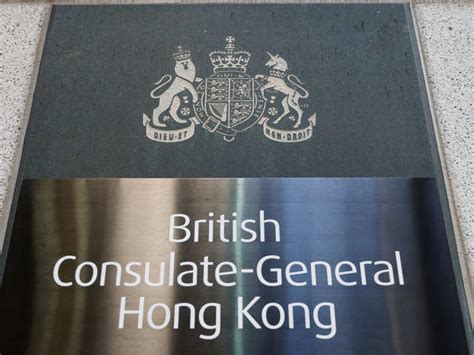 DIEU·ET MON·DROIT
British
Consulate-General
Hong Kong